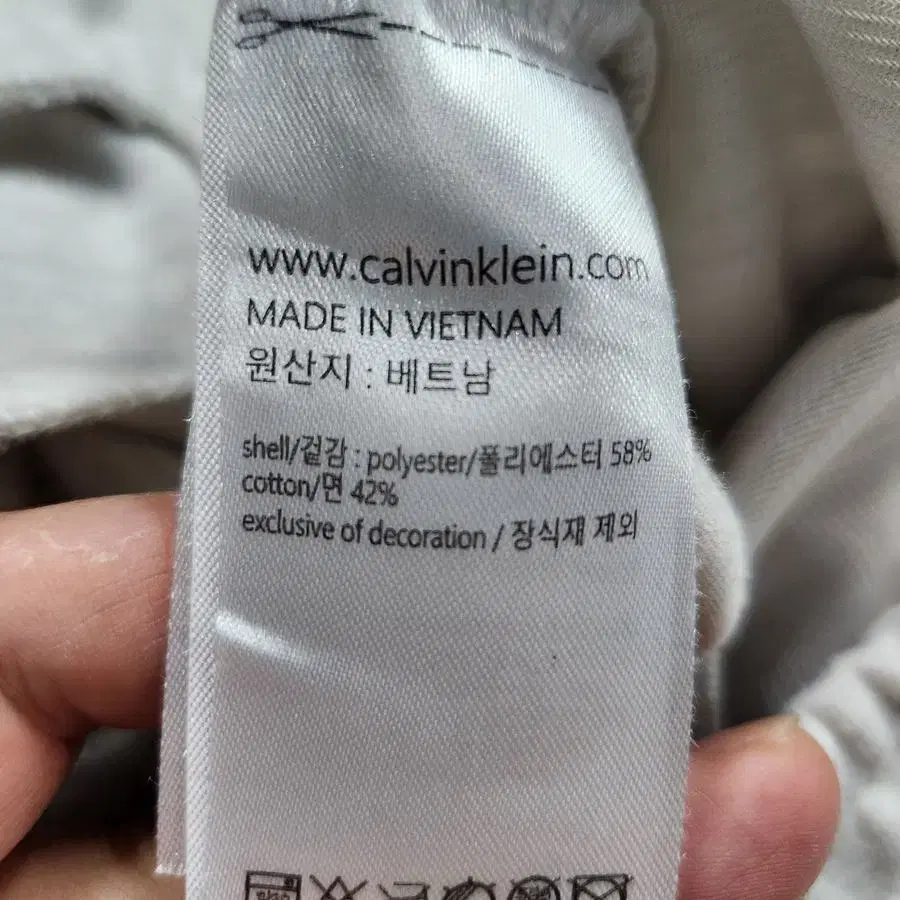 www.calvinklein.com
MADE IN VIETNAM
원산지 : 베트남
shell/겉감 : polyester/폴리에스터 58%
cotton/면 42%
exclusive of decoration / 장식재 제외